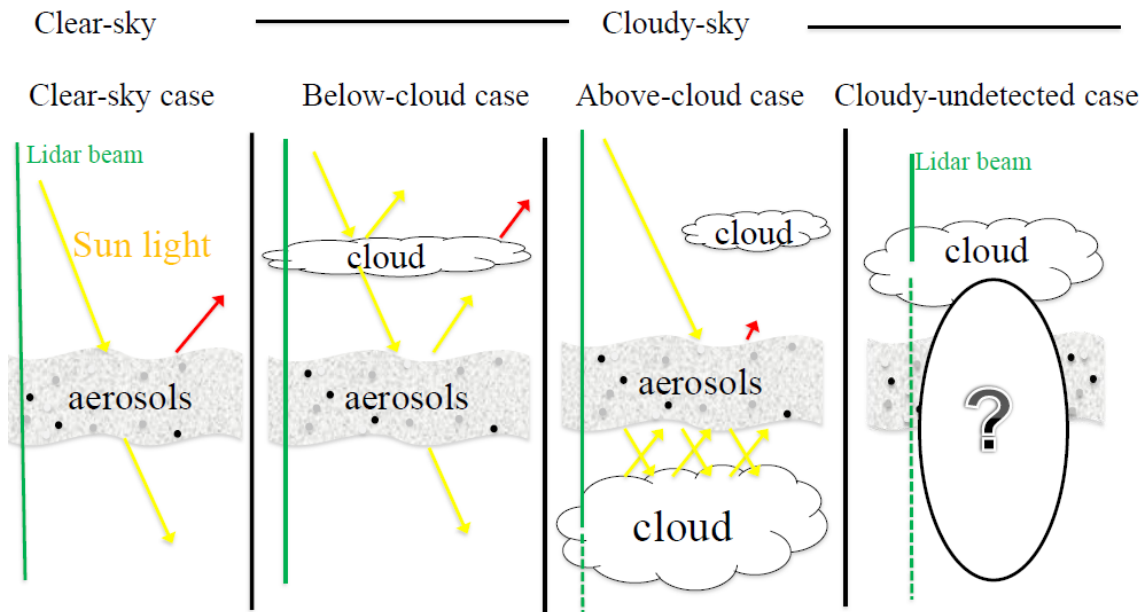 Clear-sky
Cloudy-sky
Clear-sky case
Below-cloud case
Above-cloud case
Cloudy-undetected case
Lidar beam
Sun light
aerosols
cloud
aerosols
cloud
aerosols
cloud
Lidar beam
cloud
?